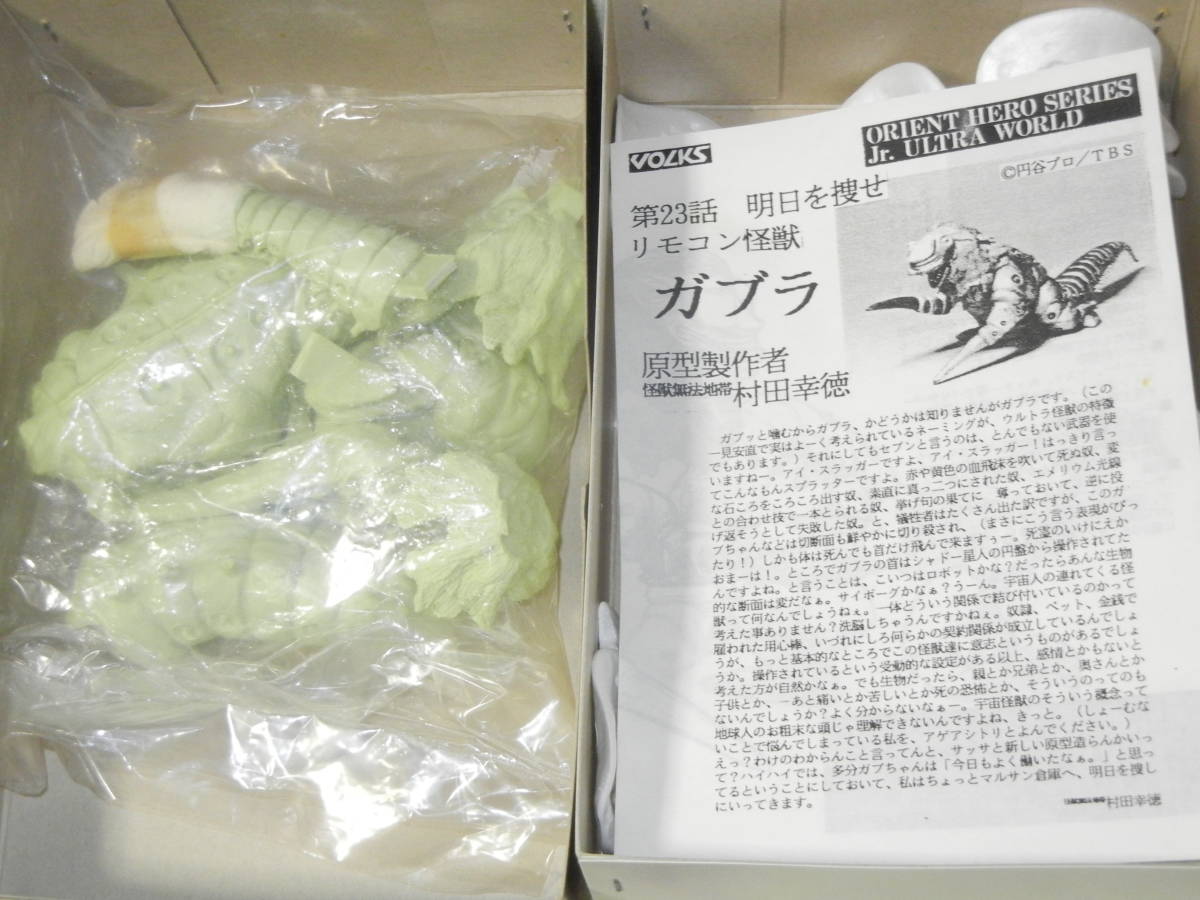 VOLKS
ORIENT HERO SERIES
Jr. ULTRA WORLD
©円谷プロ／TBS
第23話　明日を捜せ
リモコン怪獣
ガブラ
原型製作者
怪獣無法地帯 村田幸徳
ガブッと噛むからガブラ、かどうかは知りませんがガブラです。（この
一見安直で実はよーく考えられているネーミングが、ウルトラ怪獣の特徴
でもあります。）それにしてもセブンと言うのは、とんでもない武器を使
いますねー。アイ・スラッガーですよ、アイ・スラッガー！はっきり言っ
てこんなもんスプラッターですよ。赤や黄色の血飛沫を吹いて死ぬ奴、変
な石ころをころころ出す奴、素直に真っ二つにされた奴、エメリウム光線
との合わせ技で一本とられる奴、挙げ句の果てに　奪っておいて、逆に投
げ返そうとして失敗した奴。と、犠牲者はたくさん出た訳ですが、このガ
ブちゃんなどは切断面も鮮やかに切り殺され、（まさにこう言う表現がぴっ
たり！）しかも体は死んでも首だけ飛んで来ますぅー。死霊のいけにえか
おまーは！。ところでガブラの首はシャドー星人の円盤から操作されてた
んですよね。と言うことは、こいつはロボットかな？だったらあんな生物
的な断面は変だなぁ。サイボーグかなぁ？うーん。宇宙人の連れてくる怪
獣って何なんでしょうねぇ。一体どういう関係で結び付いているのかって
考えた事ありません？洗脳しちゃうんですかねぇ。奴隷、ペット、金銭で
雇われた用心棒、いづれにしろ何らかの契約関係が成立しているんでしょ
うが、もっと基本的なところでこの怪獣達に意志というものがあるでしょ
うか。操作されているという受動的な設定がある以上、感情とかもないと
考えた方が自然かなぁ。でも生物だったら、親とか兄弟とか、奥さんとか
子供とか、―あと痛いとか苦しいとか死の恐怖とか、そういうのってのも
ないんでしょうか？よく分からないなぁー。宇宙怪獣のそういう概念って
地球人のお粗末な頭じゃ理解できないんですよね、きっと。（しょーむな
いことで悩んでしまっている私を、アゲアシトリとよんでください。）
えっ？わけのわからんこと言ってんと、サッサと新しい原型造らんかいっ
て？ハイハイでは、多分ガブちゃんは「今日もよく働いたなぁ。」と思っ
てるということにしておいて、私はちょっとマルサン倉庫へ、明日を捜し
にいってきます。
村田幸徳